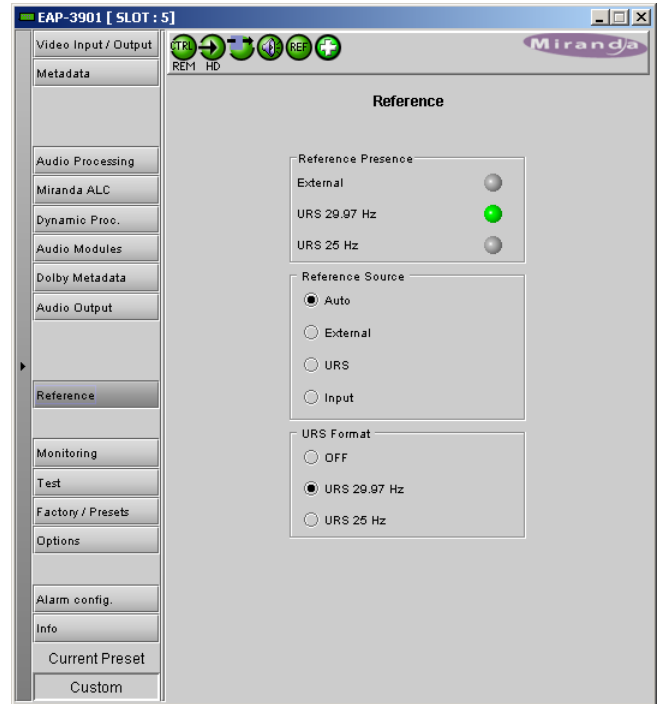 EAP-3901 [ SLOT : 5]
Video Input / Output
Metadata
Audio Processing
Miranda ALC
Dynamic Proc.
Audio Modules
Dolby Metadata
Audio Output
Reference
Monitoring
Test
Factory / Presets
Options
Alarm config.
Info
Current Preset
Custom
CTRL
REM
HD
REF
Miranda
Reference
Reference Presence
External
URS 29.97 Hz
URS 25 Hz
Reference Source
Auto
External
URS
Input
URS Format
OFF
URS 29.97 Hz
URS 25 Hz